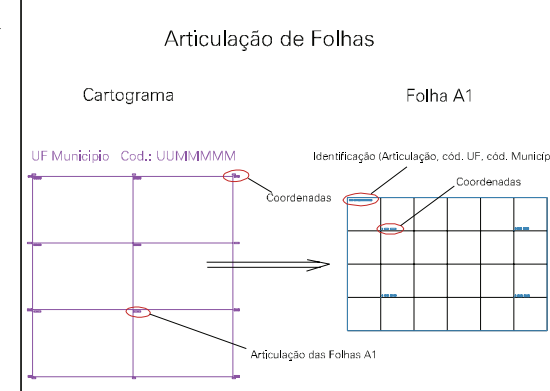 Articulação de Folhas
Cartograma
Folha A1
UF Municipio Cod.: UUMMMMM
Identificação (Articulação, cód. UF, cód. Municíp
Coordenadas
Coordenadas
Articulação das Folhas A1